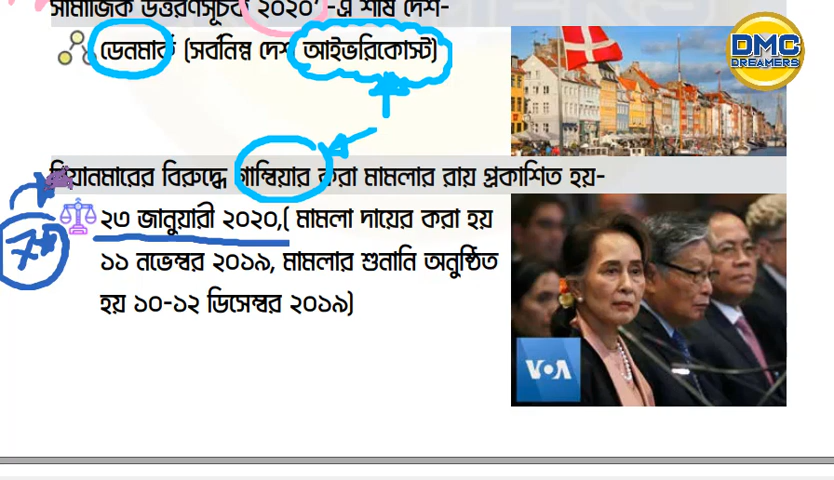 সামাজিক উত্তরণসূচক ২০২০'-এ শীর্ষ দেশ-
ডেনমার্ক (সর্বনিম্ন দেশ আইভরিকোস্ট)
মিয়ানমারের বিরুদ্ধে গাম্বিয়ার করা মামলার রায় প্রকাশিত হয়-
২৩ জানুয়ারী ২০২০,( মামলা দায়ের করা হয়
১১ নভেম্বর ২০১৯, মামলার শুনানি অনুষ্ঠিত
হয় ১০-১২ ডিসেম্বর ২০১৯)
DMC
DREAMERS
VOA